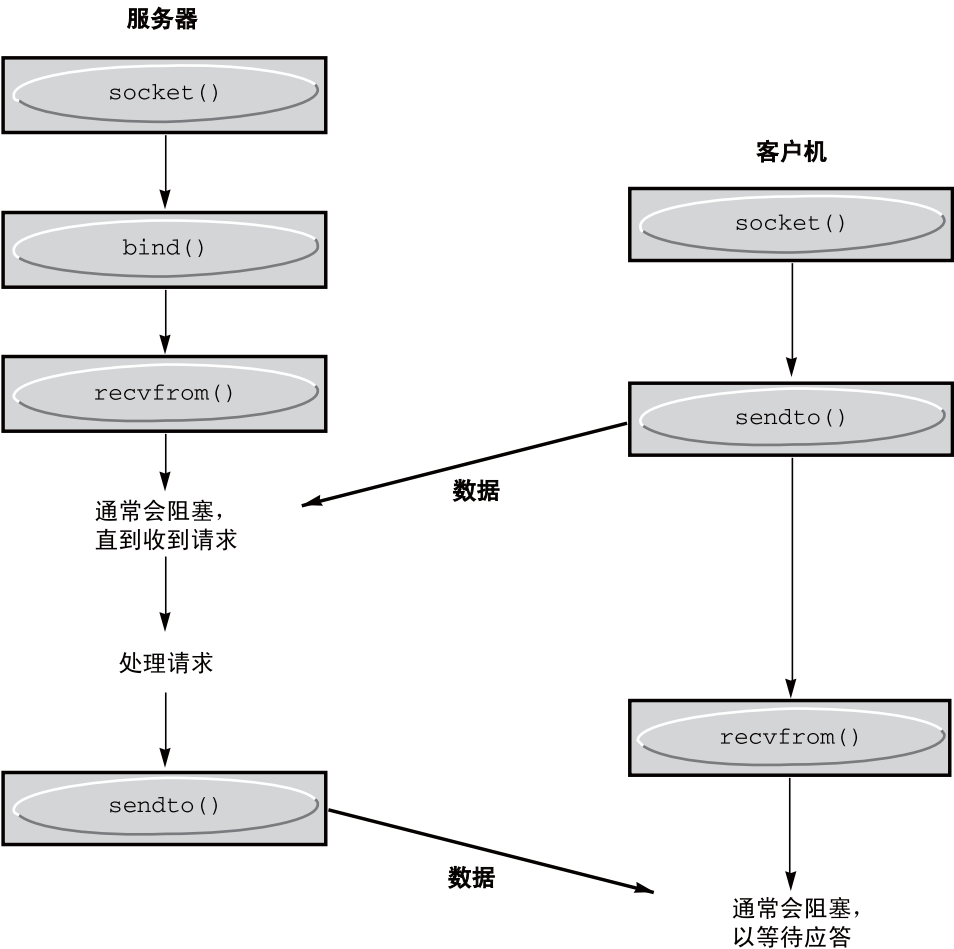 服务器
socket()
bind()
recvfrom()
通常会阻塞,
直到收到请求
处理请求
sendto()
客户机
socket()
sendto()
数据
recvfrom()
数据
通常会阻塞,
以等待应答